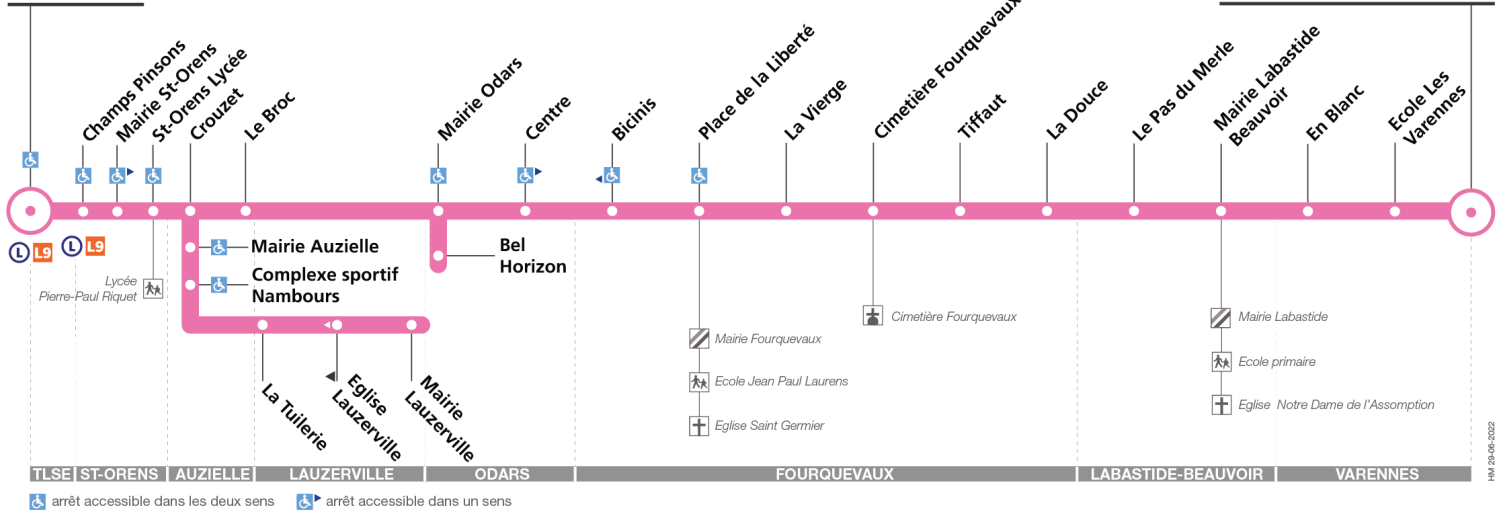 Champs Pinsons
Mairie St-Orens
St-Orens Lycée
Crouzet
Le Broc
Mairie Odars
Centre
Bicinis
Place de la Liberté
La Vierge
Cimetière Fourquevaux
Tiffaut
La Douce
Le Pas du Merle
Mairie Labastide
Beauvoir
En Blanc
Ecole Les
Varennes
L L9
L L9
Lycée
Pierre-Paul Riquet
Mairie Auzielle
Complexe sportif
Nambours
Bel
Horizon
La Tuilerie
Eglise
Lauzerville
Mairie
Lauzerville
Mairie Fourquevaux
Ecole Jean Paul Laurens
Eglise Saint Germier
Cimetière Fourquevaux
Mairie Labastide
Ecole primaire
Eglise Notre Dame de l'Assomption
TLSE ST-ORENS AUZIELLE LAUZERVILLE ODARS FOURQUEVAUX LABASTIDE-BEAUVOIR VARENNES
HM 29-06-2022
arrêt accessible dans les deux sens
arrêt accessible dans un sens